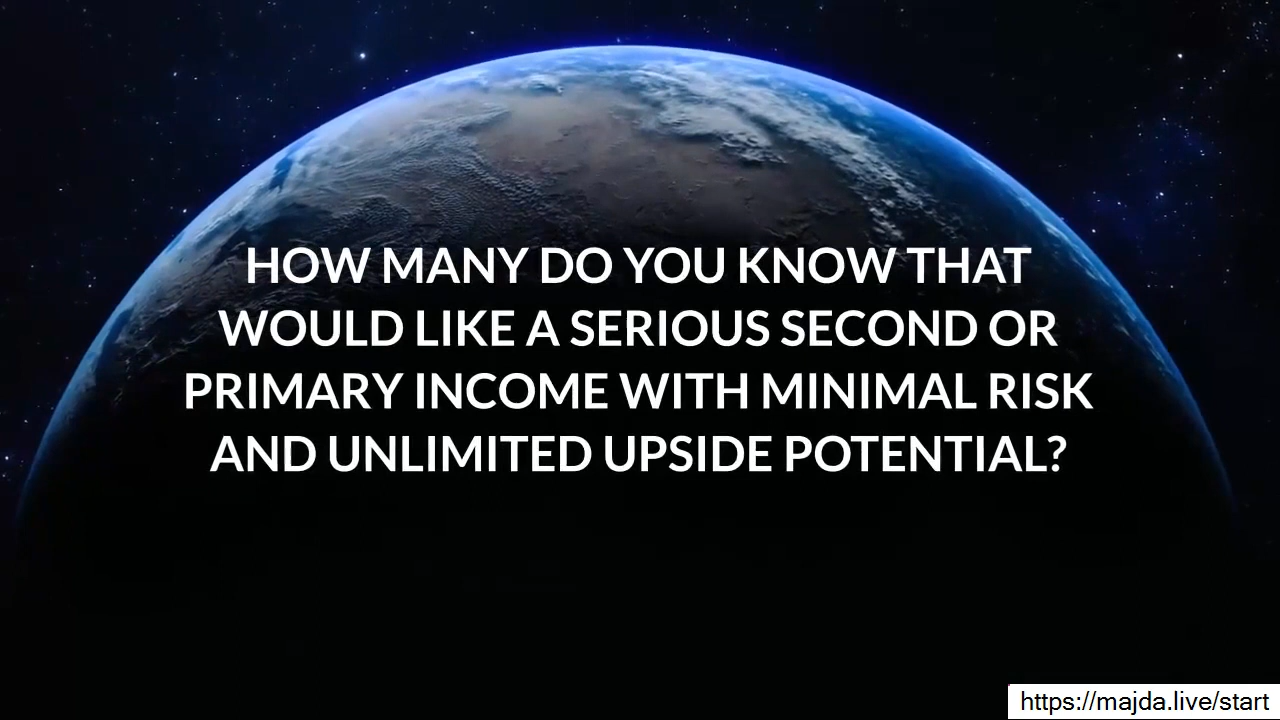 HOW MANY DO YOU KNOW THAT
WOULD LIKE A SERIOUS SECOND OR
PRIMARY INCOME WITH MINIMAL RISK
AND UNLIMITED UPSIDE POTENTIAL?
https://majda.live/start